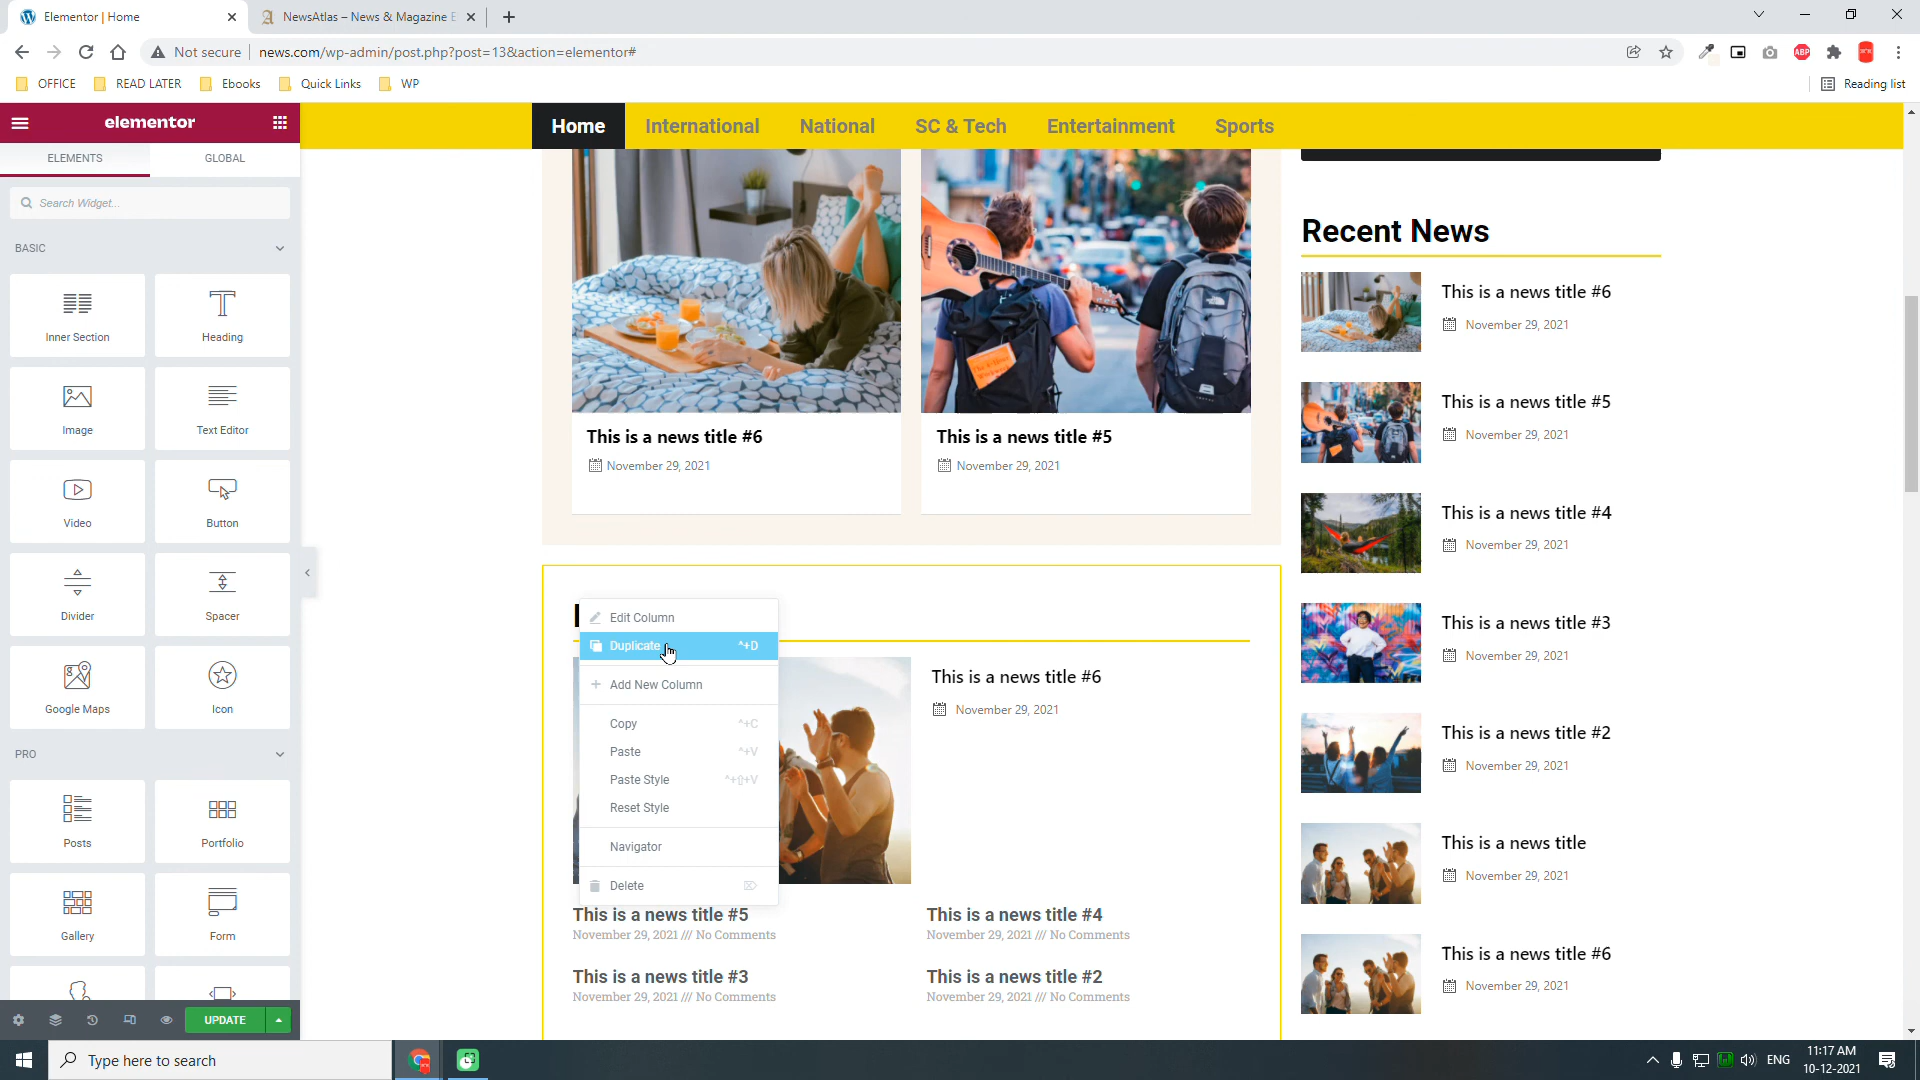 Elementor | Home
NewsAtlas – News & Magazine E
Not secure
news.com/wp-admin/post.php?post=13&action=elementor#
OFFICE
READ LATER
Ebooks
Quick Links
WP
Reading list
elementor
ELEMENTS
GLOBAL
Search Widget...
BASIC
Inner Section
Heading
Image
Text Editor
Video
Button
Divider
Spacer
Google Maps
Icon
PRO
Posts
Portfolio
Gallery
Form
UPDATE
Home
International
National
SC & Tech
Entertainment
Sports
This is a news title #6
November 29, 2021
This is a news title #5
November 29, 2021
Edit Column
Duplicate ^+D
Add New Column
Copy ^+C
Paste ^+V
Paste Style ^+⇧+V
Reset Style
Navigator
Delete
This is a news title #6
November 29, 2021
This is a news title #5
November 29, 2021 /// No Comments
This is a news title #4
November 29, 2021 /// No Comments
This is a news title #3
November 29, 2021 /// No Comments
This is a news title #2
November 29, 2021 /// No Comments
Recent News
This is a news title #6
November 29, 2021
This is a news title #5
November 29, 2021
This is a news title #4
November 29, 2021
This is a news title #3
November 29, 2021
This is a news title #2
November 29, 2021
This is a news title
November 29, 2021
This is a news title #6
November 29, 2021
Type here to search
ENG
11:17 AM
10-12-2021
ABP